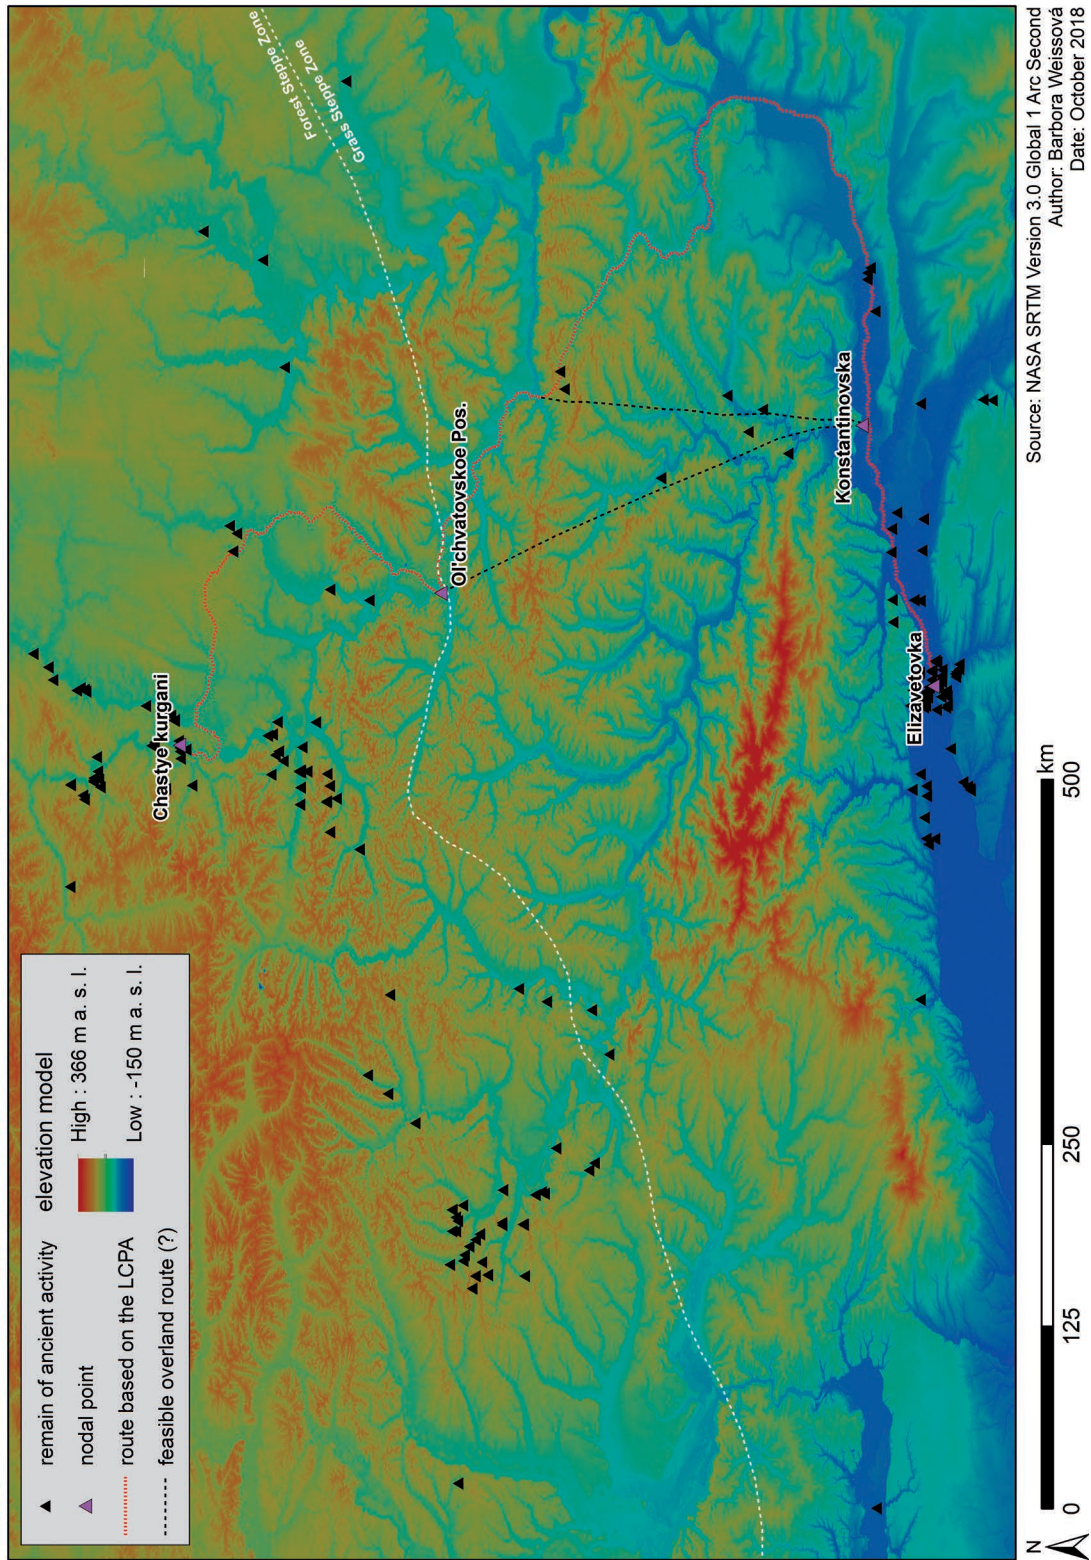 remain of ancient activity
nodal point
route based on the LCPA
feasible overland route (?)
elevation model
High : 366 m a. s. l.
Low : -150 m a. s. l.
Forest Steppe Zone
Grass Steppe Zone
Chastye kurgani
Ol'chvatovskoe Pos.
Konstantinovska
Elizavetovka
N
0 125 250 500
km
Source: NASA SRTM Version 3.0 Global 1 Arc Second
Author: Barbora Weissová
Date: October 2018